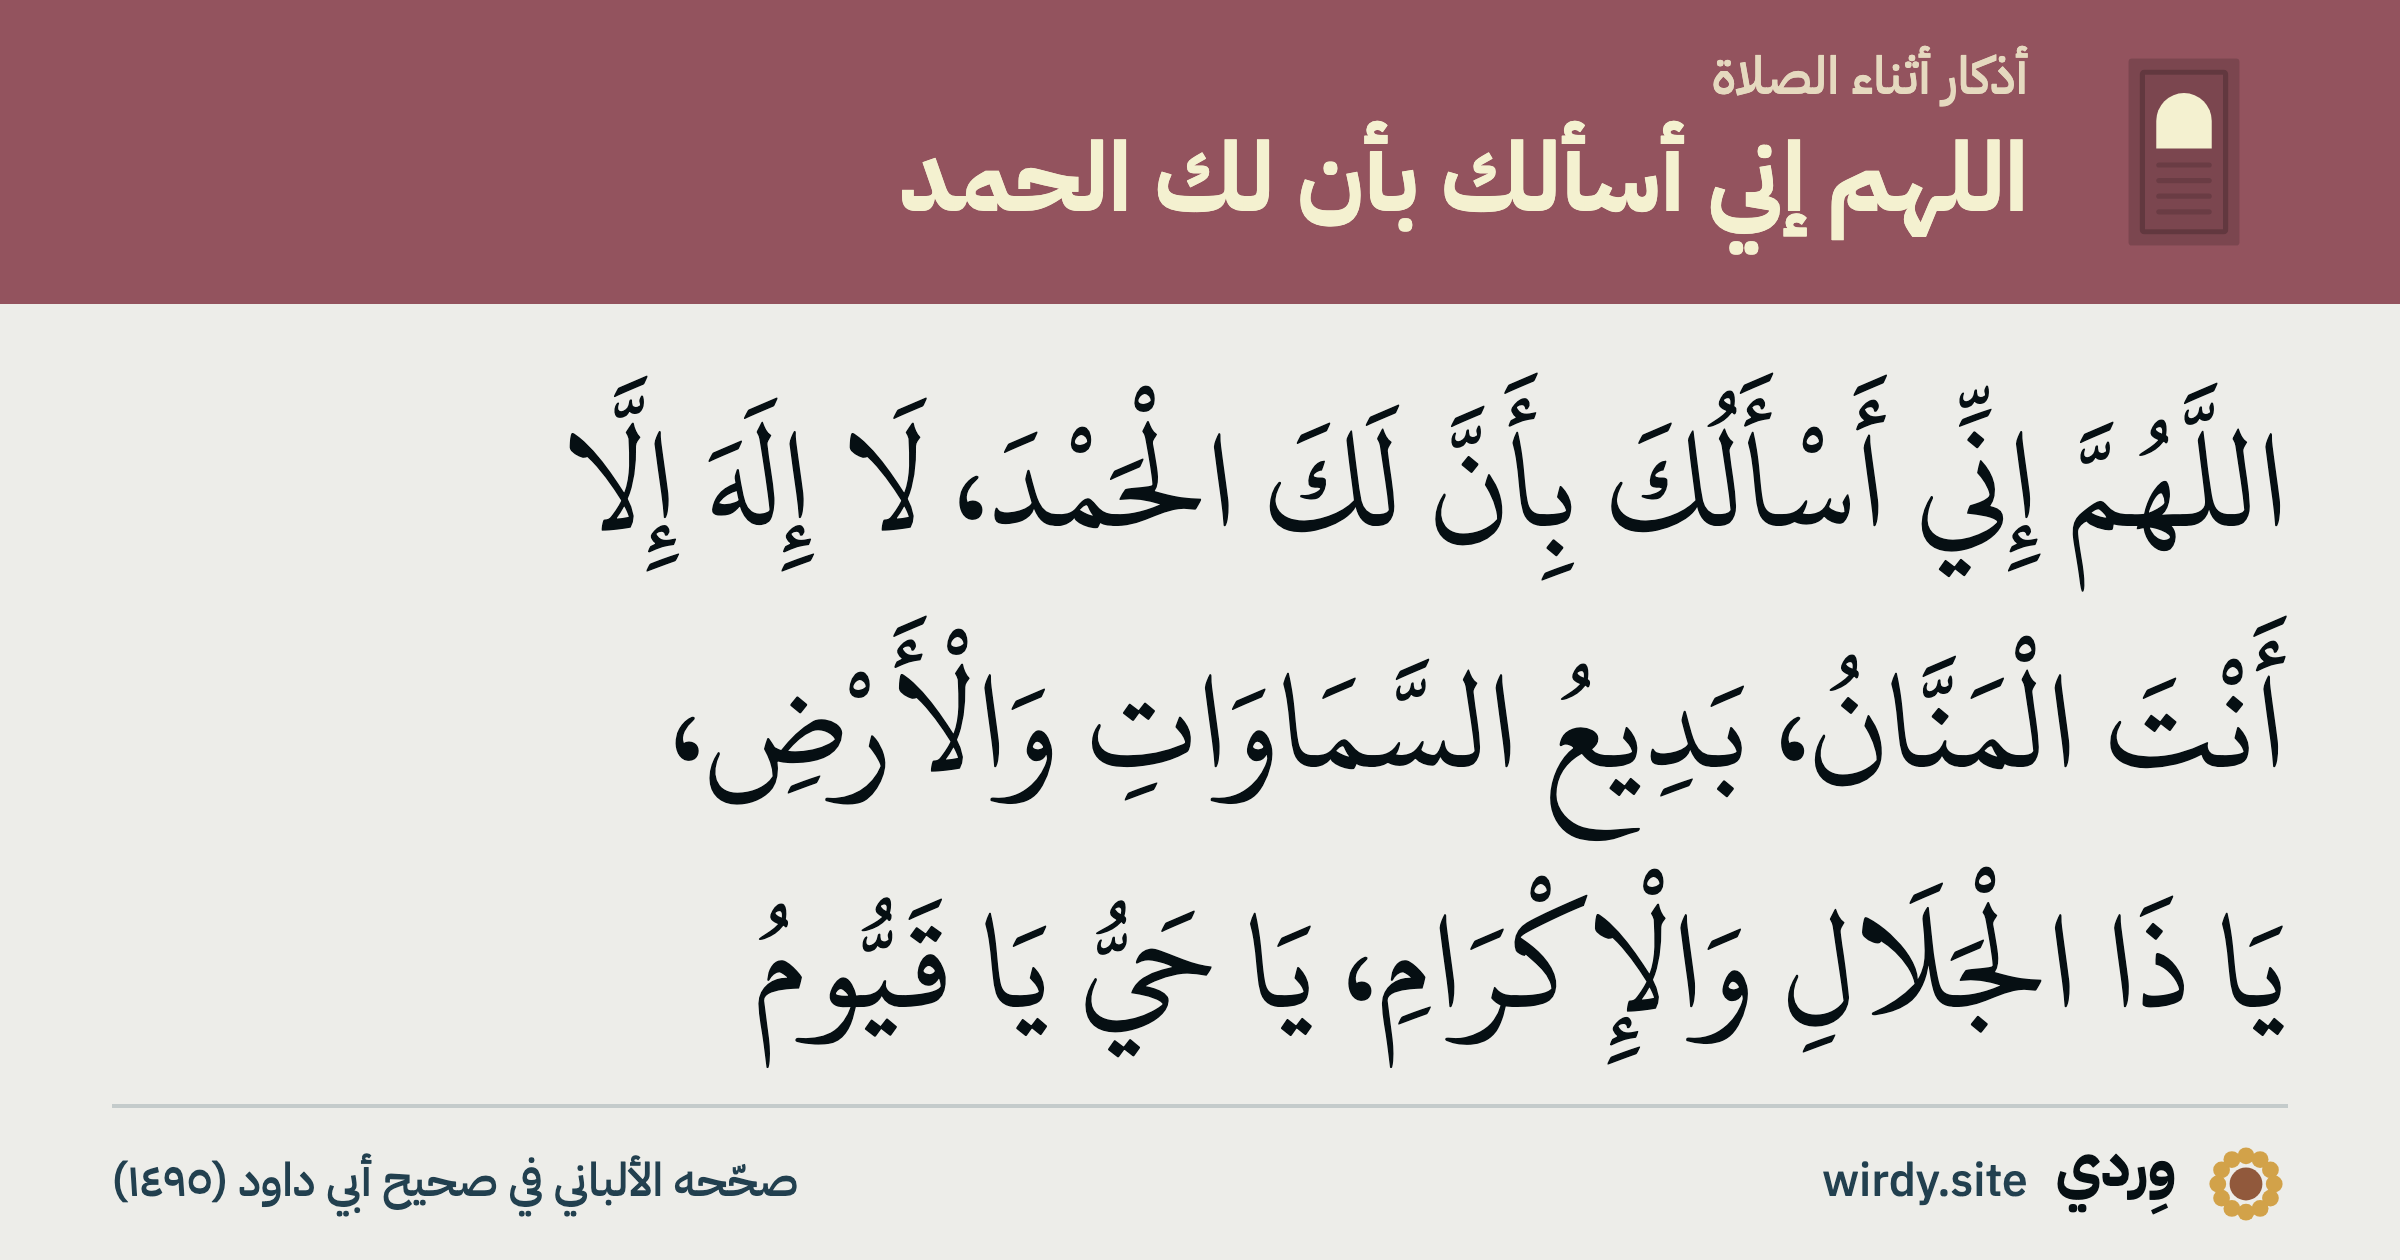 أذكار أثناء الصلاة
اللهم إني أسألك بأن لك الحمد
اللَّهُمَّ إِنِّي أَسْأَلُكَ بِأَنَّ لَكَ الْحَمْدَ، لَا إِلَهَ إِلَّا
أَنْتَ الْمَنَّانُ، بَدِيعُ السَّمَاوَاتِ وَالْأَرْضِ،
يَا ذَا الْجَلَالِ وَالْإِكْرَامِ، يَا حَيُّ يَا قَيُّومُ
وِردي wirdy.site
صحّحه الألباني في صحيح أبي داود (١٤٩٥)